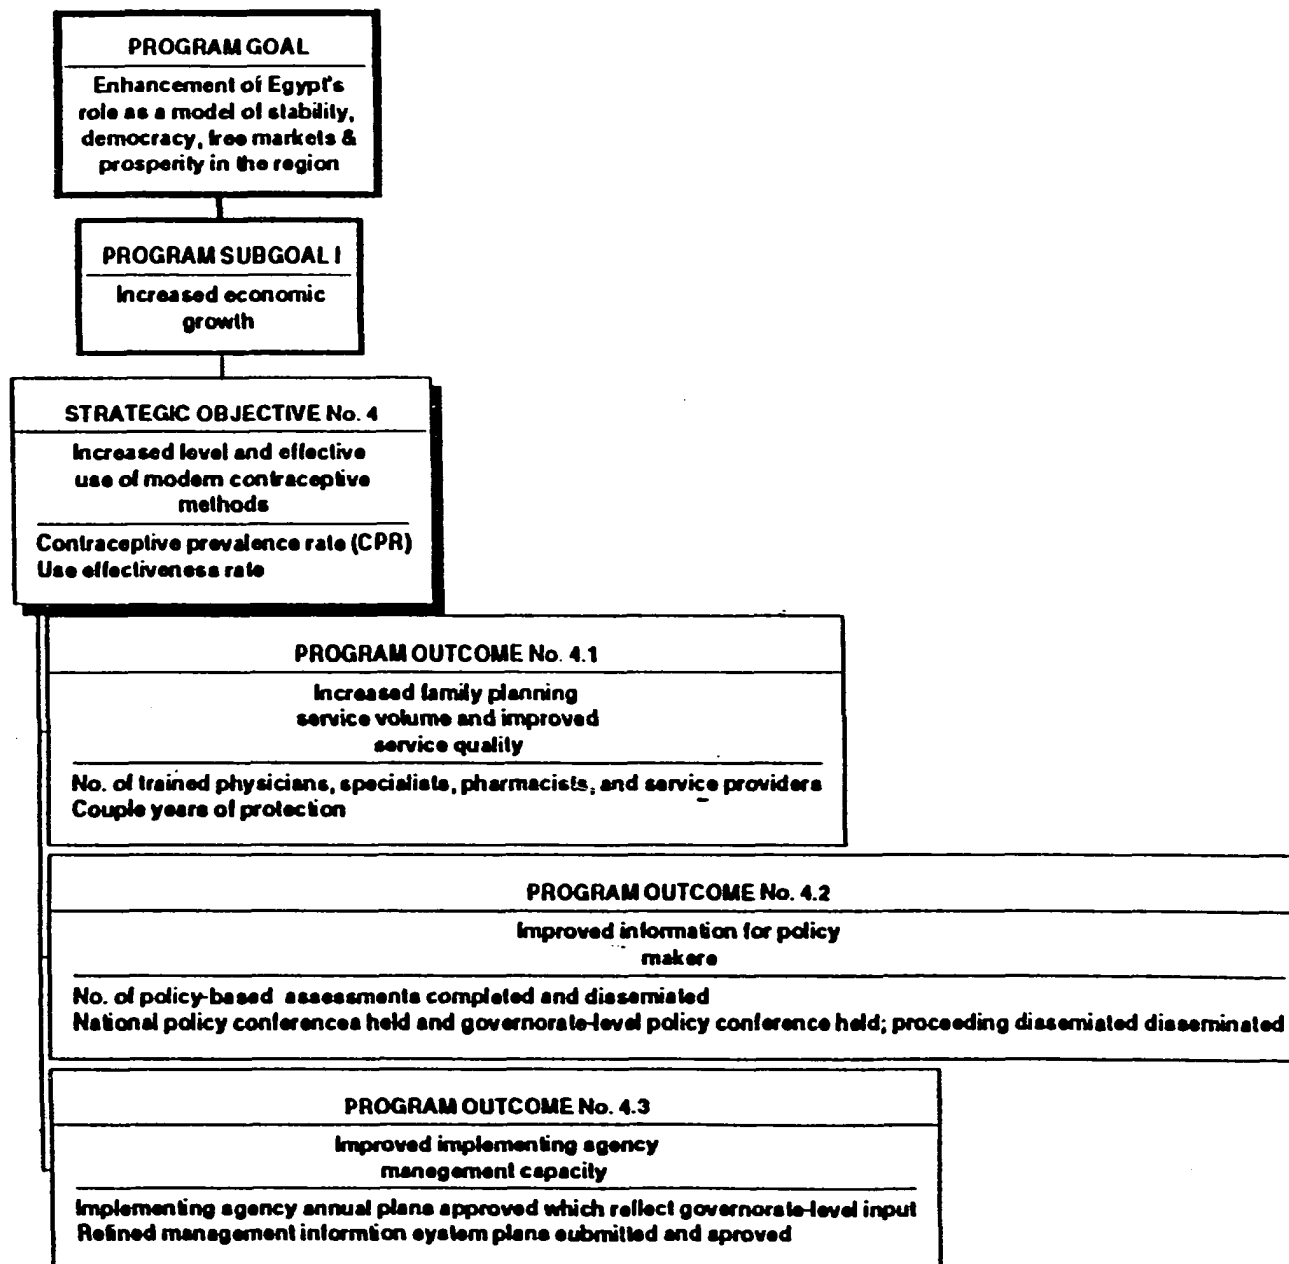 PROGRAM GOAL
Enhancement of Egypt's
role as a model of stability,
democracy, free markets &
prosperity in the region
PROGRAM SUBGOAL I
Increased economic
growth
STRATEGIC OBJECTIVE No. 4
Increased level and effective
use of modern contraceptive
methods
Contraceptive prevalence rate (CPR)
Use effectiveness rate
PROGRAM OUTCOME No. 4.1
Increased family planning
service volume and improved
service quality
No. of trained physicians, specialists, pharmacists, and service providers
Couple years of protection
PROGRAM OUTCOME No. 4.2
Improved information for policy
makers
No. of policy-based assessments completed and dissemiated
National policy conferences held and governorate-level policy conference held; proceeding dissemiated disseminated
PROGRAM OUTCOME No. 4.3
Improved implementing agency
management capacity
Implementing agency annual plans approved which reflect governorate-level input
Refined management informtion system plans submitted and aproved